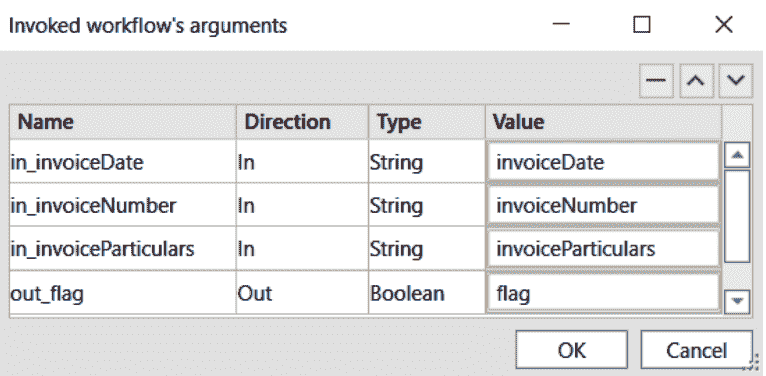 Invoked workflow's arguments
Name Direction Type Value
in_invoiceDate In String invoiceDate
in_invoiceNumber In String invoiceNumber
in_invoiceParticulars In String invoiceParticulars
out_flag Out Boolean flag
OK Cancel